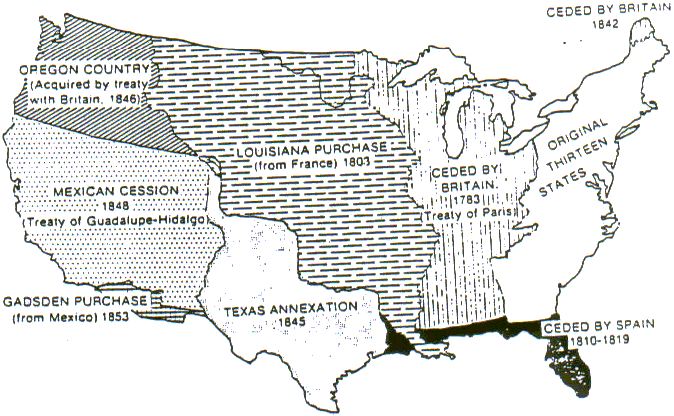 CEDED BY BRITAIN
1842
OREGON COUNTRY
(Acquired by treaty
with Britain, 1846)
LOUISIANA PURCHASE
(from France) 1803
ORIGINAL
THIRTEEN
STATES
CEDED BY
BRITAIN,
1783
(Treaty of Paris)
MEXICAN CESSION
1848
(Treaty of Guadalupe-Hidalgo)
GADSDEN PURCHASE
(from Mexico) 1853
TEXAS ANNEXATION
1845
CEDED BY SPAIN
1810-1819